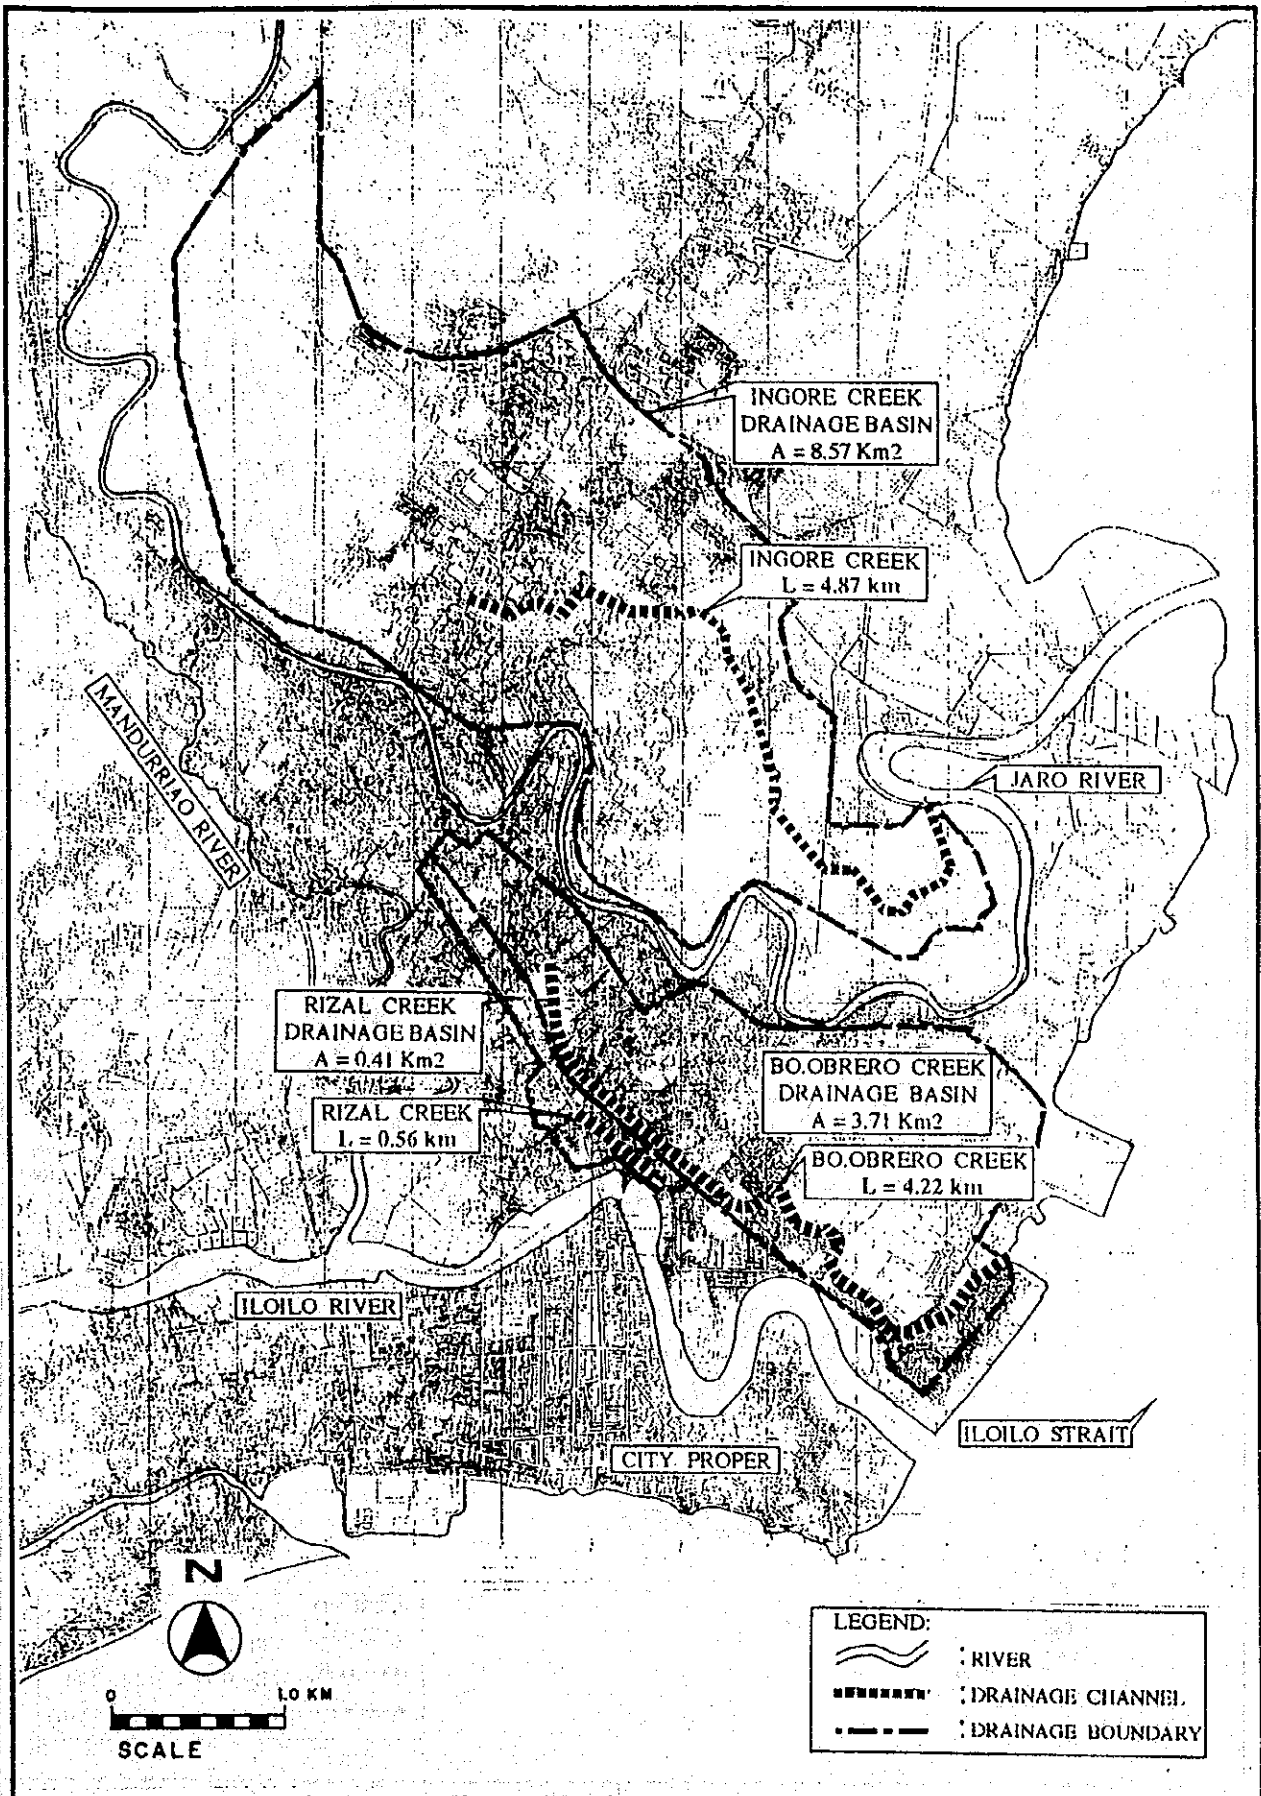 INGORE CREEK
DRAINAGE BASIN
A = 8.57 Km2
INGORE CREEK
L = 4.87 km
MANDURRIAO RIVER
JARO RIVER
RIZAL CREEK
DRAINAGE BASIN
A = 0.41 Km2
RIZAL CREEK
L = 0.56 km
BO.OBRERO CREEK
DRAINAGE BASIN
A = 3.71 Km2
BO.OBRERO CREEK
L = 4.22 km
ILOILO RIVER
CITY PROPER
ILOILO STRAIT
N
0 1.0 KM
SCALE
LEGEND:
: RIVER
: DRAINAGE CHANNEL
: DRAINAGE BOUNDARY